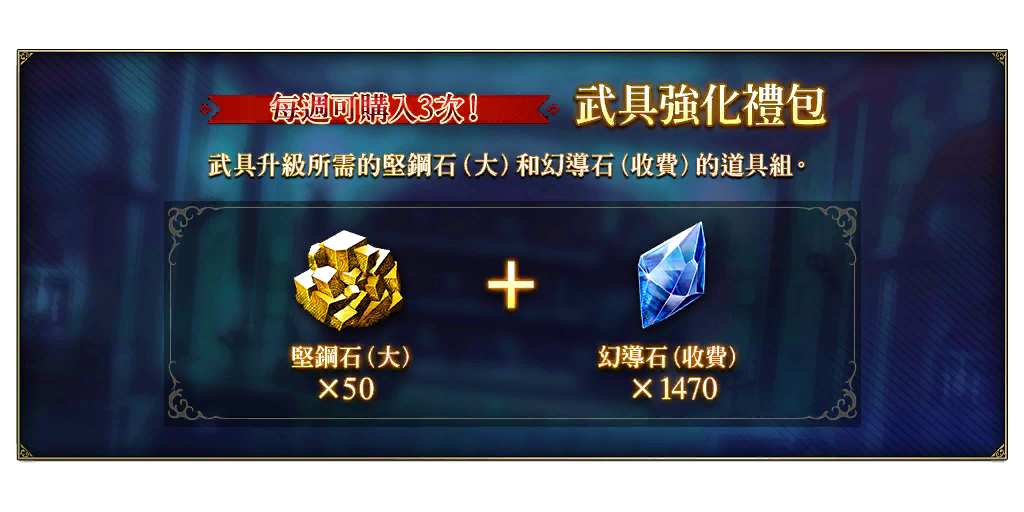 每週可購入3次！
武具強化禮包
武具升級所需的堅鋼石（大）和幻導石（收費）的道具組。
+
堅鋼石（大）
×50
幻導石（收費）
×1470